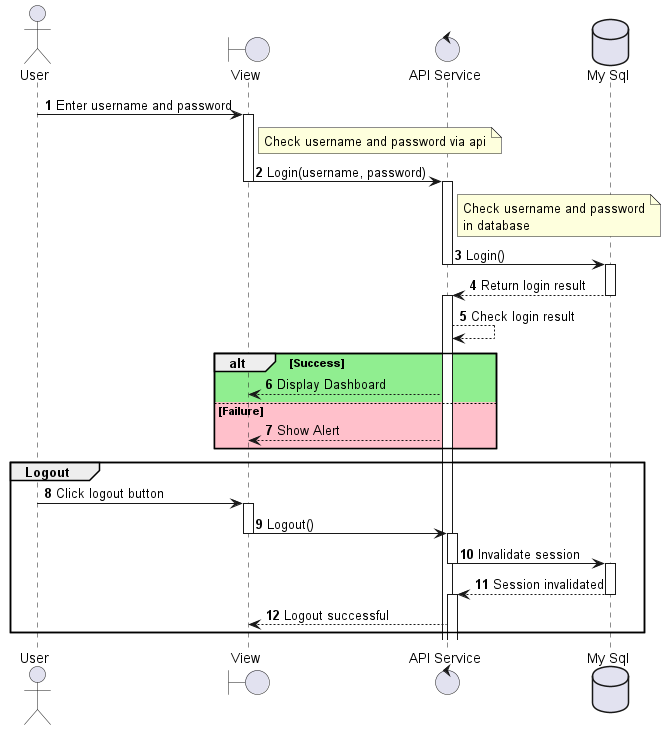 User
View
API Service
My Sql
1 Enter username and password
Check username and password via api
2 Login(username, password)
Check username and password
in database
3 Login()
4 Return login result
5 Check login result
alt [Success]
6 Display Dashboard
[Failure]
7 Show Alert
Logout
8 Click logout button
9 Logout()
10 Invalidate session
11 Session invalidated
12 Logout successful
User
View
API Service
My Sql